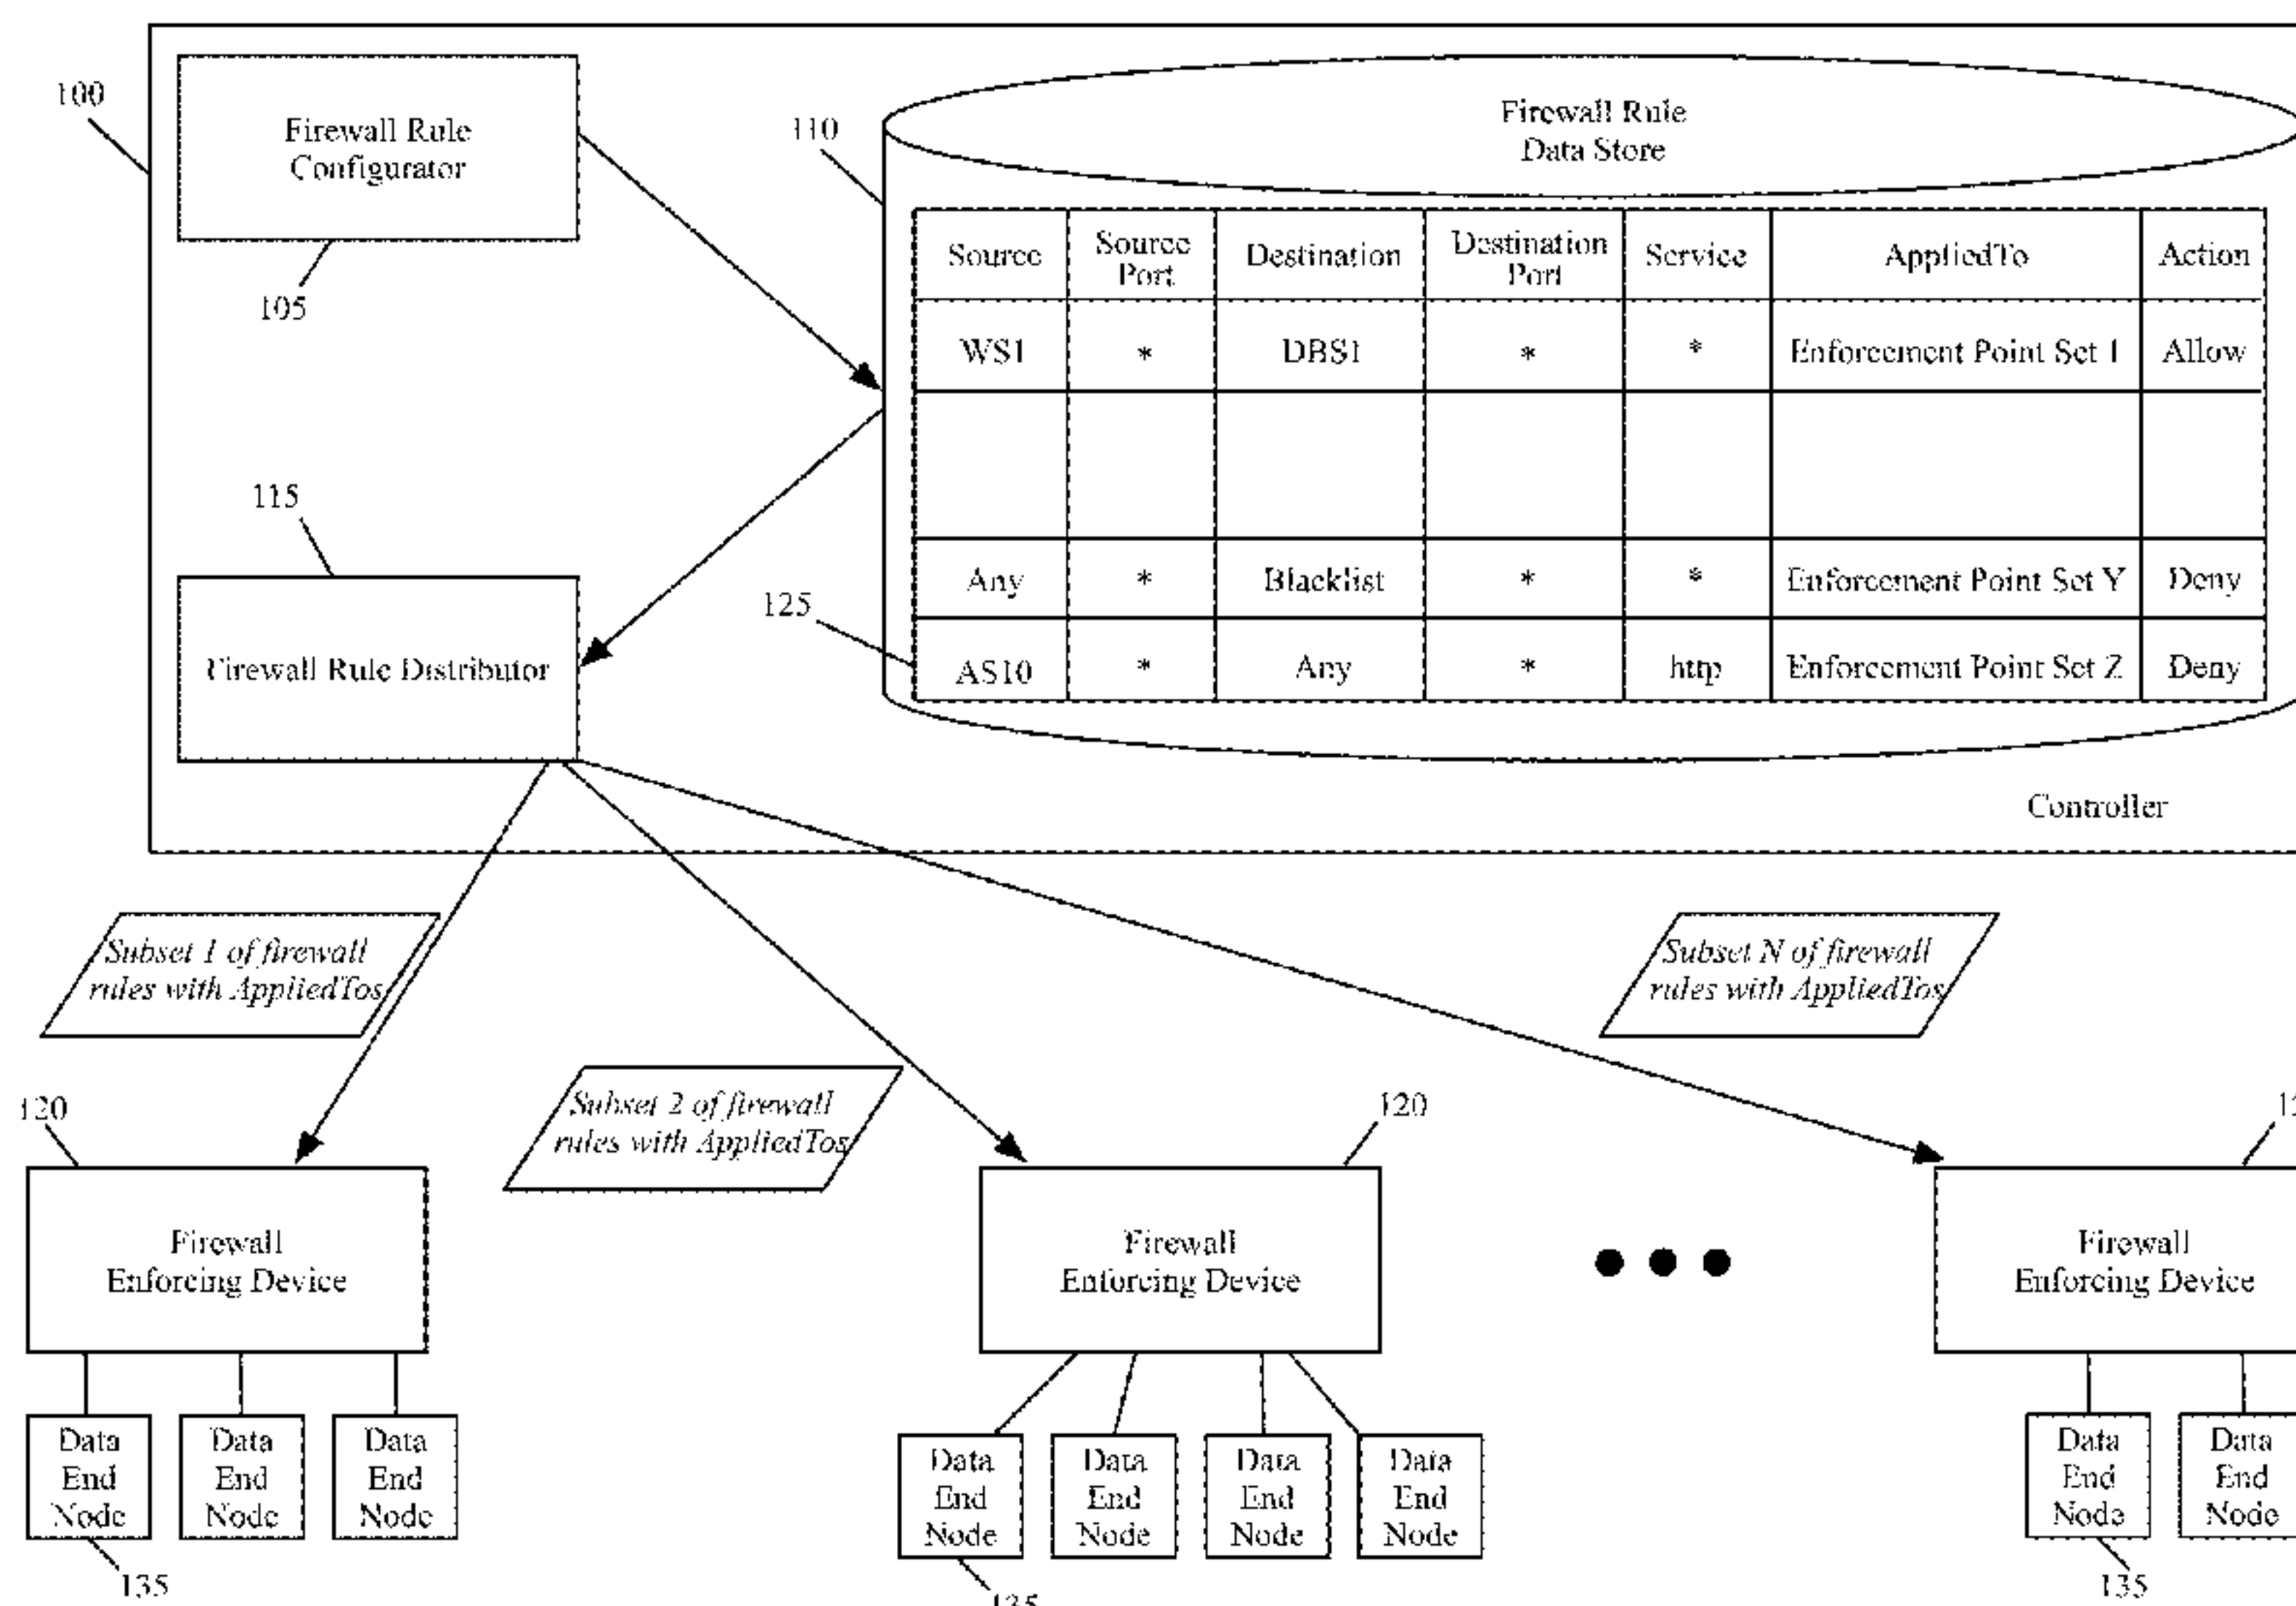 100
Firewall Rule
Configurator
105
110
Firewall Rule
Data Store
Source
Source
Port
Destination
Destination
Port
Service
AppliedTo
Action
WS1
*
DBS1
*
*
Enforcement Point Set 1
Allow
Any
*
Blacklist
*
*
Enforcement Point Set Y
Deny
125
AS10
*
Any
*
http
Enforcement Point Set Z
Deny
115
Firewall Rule Distributor
Controller
Subset 1 of firewall
rules with AppliedTos
Subset 2 of firewall
rules with AppliedTos
Subset N of firewall
rules with AppliedTos
120
Firewall
Enforcing Device
120
Firewall
Enforcing Device
Firewall
Enforcing Device
Data
End
Node
Data
End
Node
Data
End
Node
135
Data
End
Node
Data
End
Node
Data
End
Node
Data
End
Node
135
Data
End
Node
Data
End
Node
135